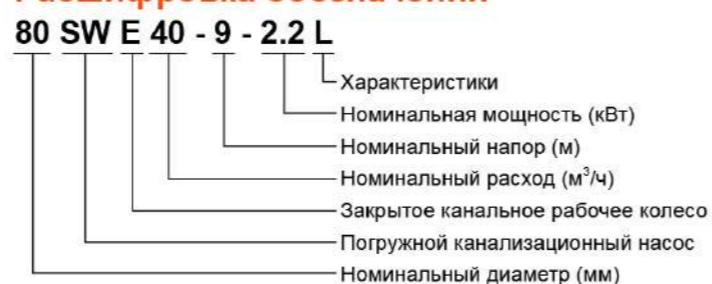 80 SW E 40 - 9 - 2.2 L
Характеристики
Номинальная мощность (кВт)
Номинальный напор (м)
Номинальный расход (м³/ч)
Закрытое канальное рабочее колесо
Погружной канализационный насос
Номинальный диаметр (мм)